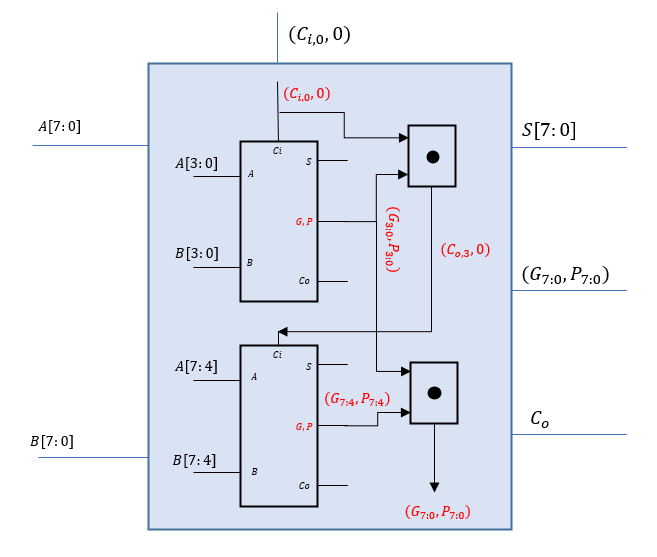 (C_{i,0}, 0)
(C_{i,0}, 0)
A[7:0]
S[7:0]
Ci
A[3:0]
A
S
G,P
(G_{3:0}, P_{3:0})
B[3:0]
B
(C_{o,3}, 0)
(G_{7:0}, P_{7:0})
Co
Ci
A[7:4]
A
S
(G_{7:4}, P_{7:4})
G,P
C_o
B[7:0]
B[7:4]
B
Co
(G_{7:0}, P_{7:0})